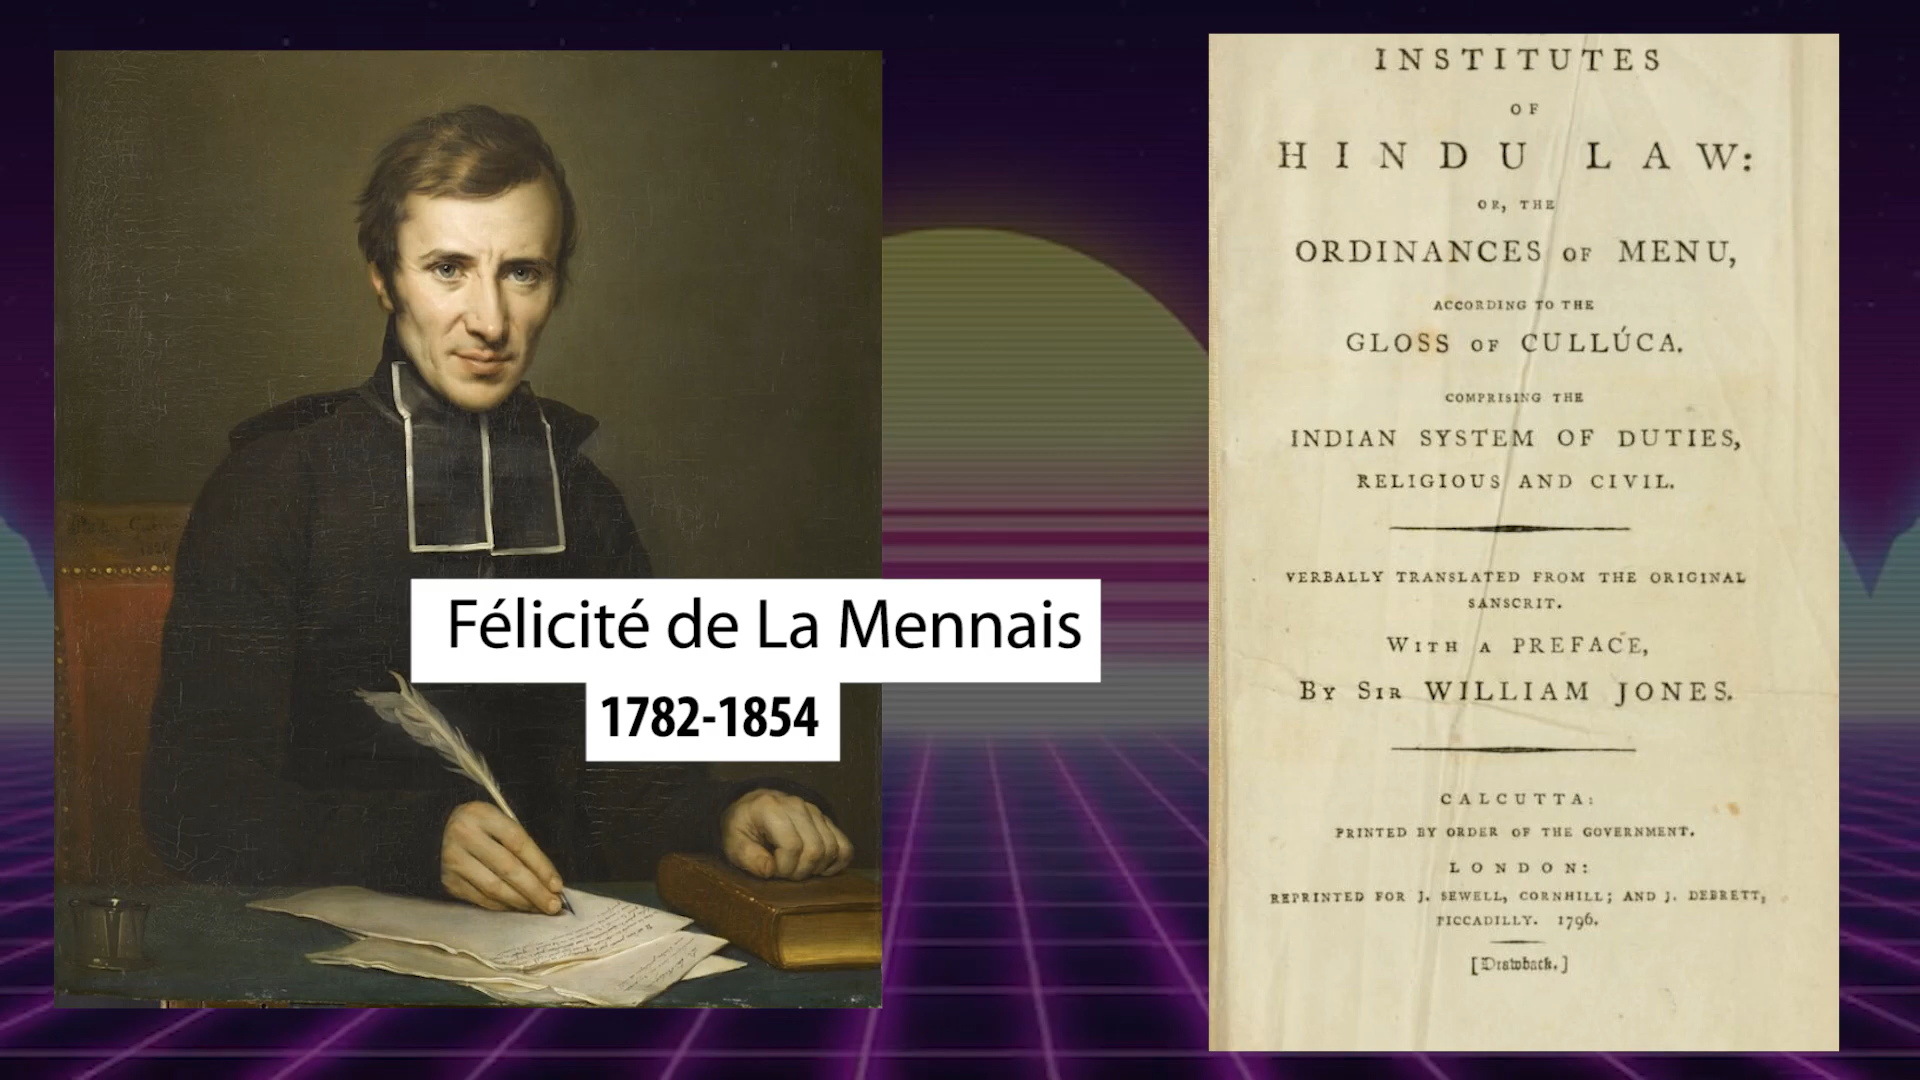 Félicité de La Mennais
1782-1854
INSTITUTES
OF
HINDU LAW:
OR, THE
ORDINANCES OF MENU,
ACCORDING TO THE
GLOSS OF CULLÚCA.
COMPRISING THE
INDIAN SYSTEM OF DUTIES,
RELIGIOUS AND CIVIL.
VERBALLY TRANSLATED FROM THE ORIGINAL
SANSCRIT.
WITH A PREFACE,
BY SIR WILLIAM JONES.
CALCUTTA:
PRINTED BY ORDER OF THE GOVERNMENT.
LONDON:
REPRINTED FOR J. SEWELL, CORNHILL; AND J. DEBRETT,
PICCADILLY. 1796.
[Drawback.]